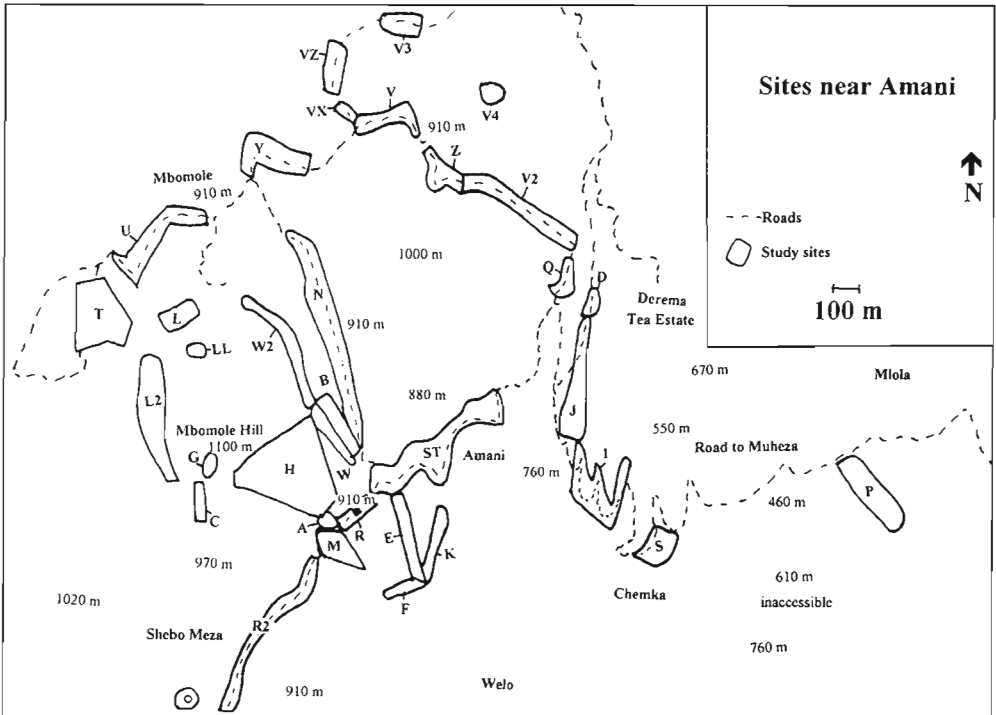 V3
VZ
Sites near Amani
V
V4
VX
910 m
Z
Y
N
Mbomole
V2
910 m
--- Roads
U
1000 m
Study sites
Q
D
T
N
Derema
Tea Estate
100 m
L
910 m
W2
LL
670 m
Mlola
B
880 m
L2
J
550 m
Mbomole Hill
1100 m
Road to Muheza
ST
Amani
G
H
W
760 m
1
P
910 m
460 m
C
A
R
E
M
K
S
970 m
610 m
1020 m
F
Chemka
inaccessible
R2
Shebo Meza
760 m
910 m
Welo